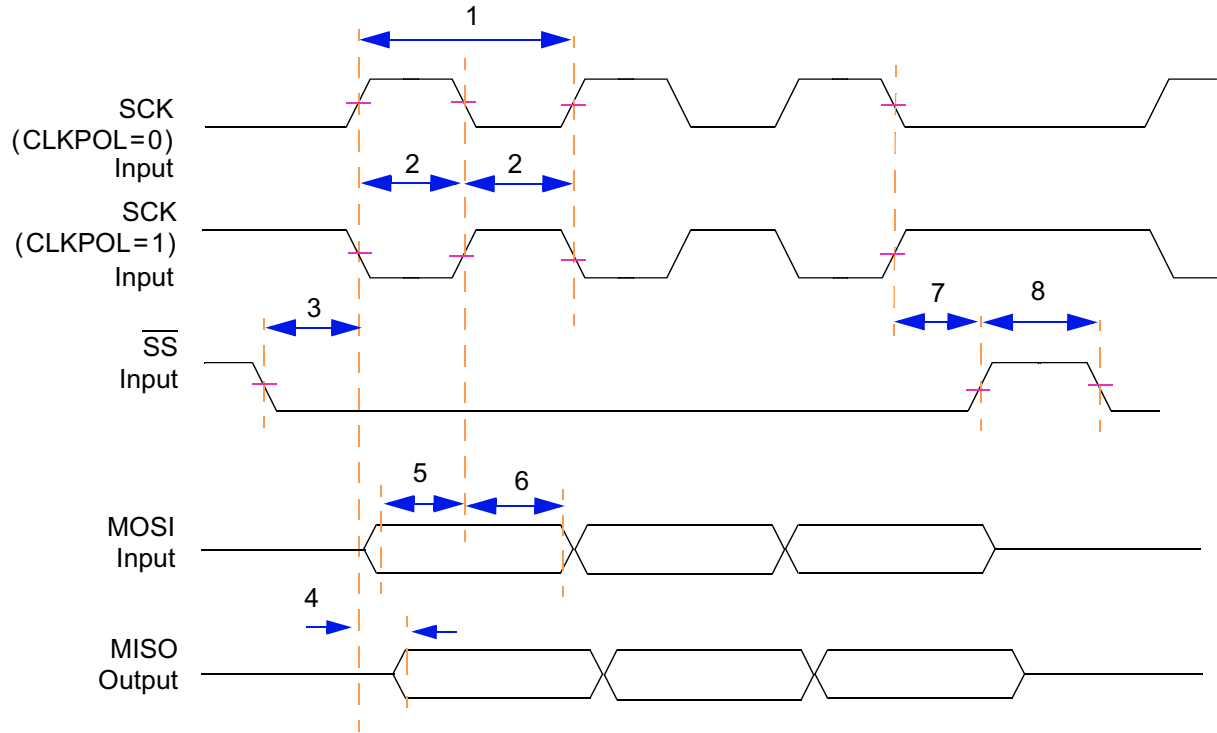 1
SCK
(CLKPOL=0)
Input
2 2
SCK
(CLKPOL=1)
Input
3
7 8
SS
Input
5 6
MOSI
Input
4
MISO
Output